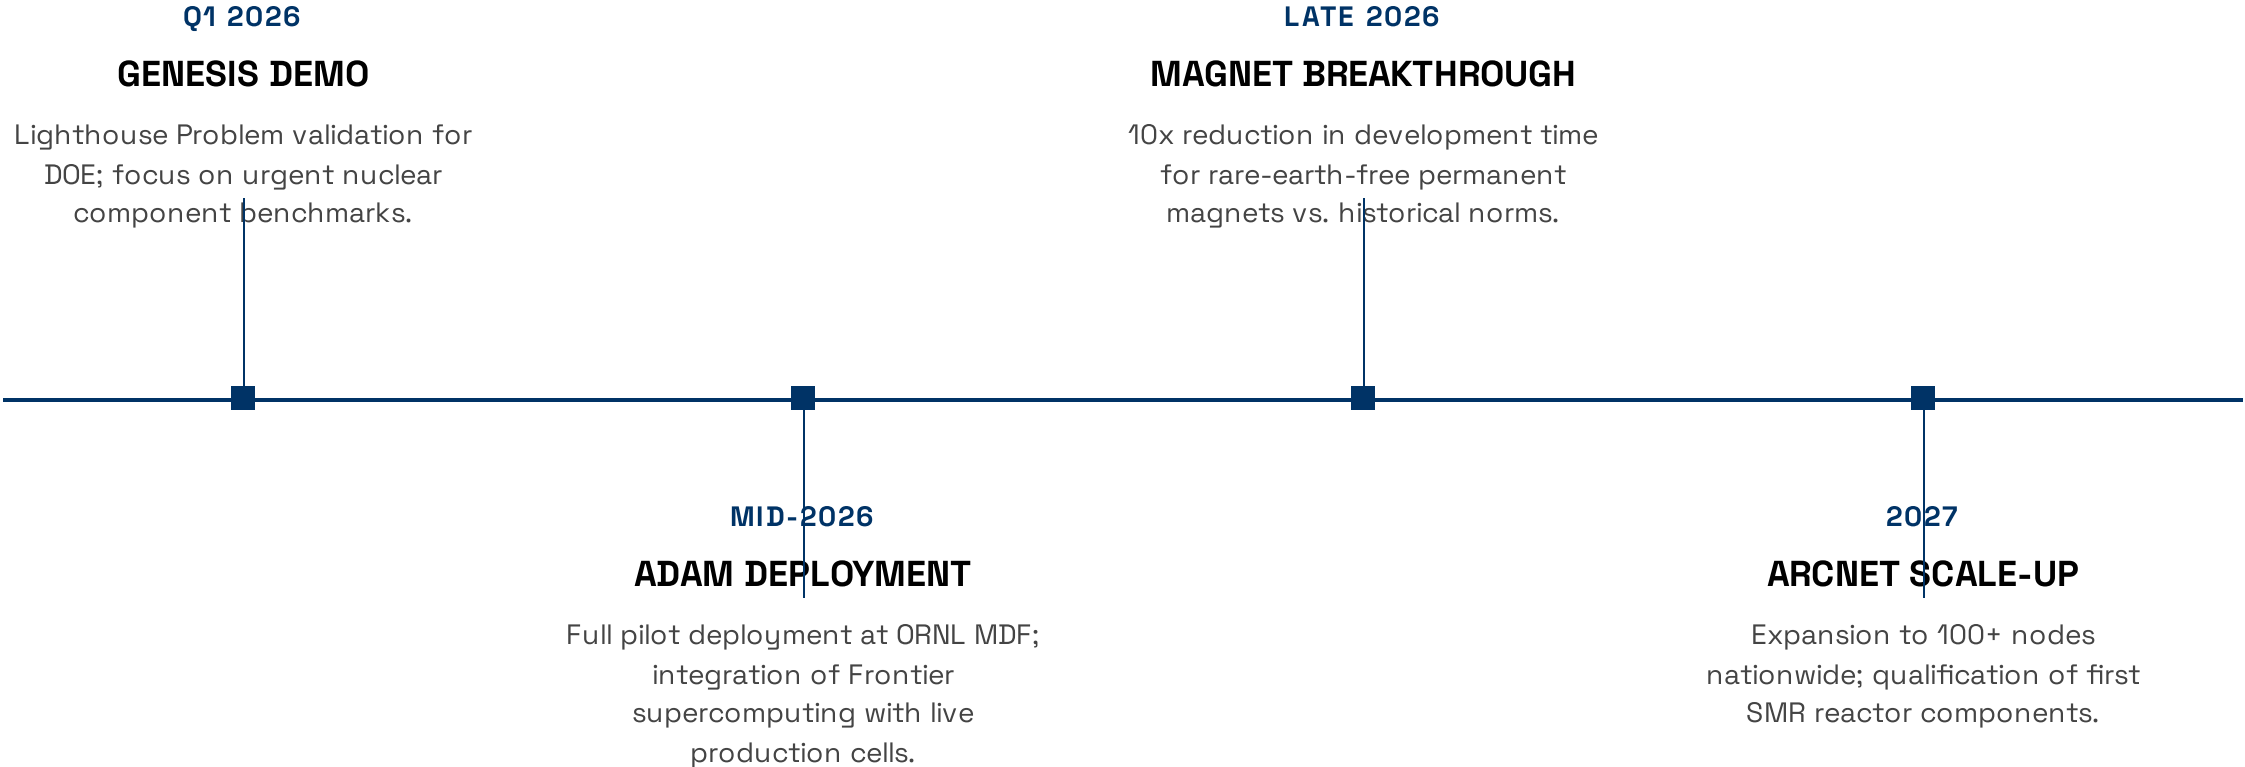 Q1 2026
GENESIS DEMO
Lighthouse Problem validation for
DOE; focus on urgent nuclear
component benchmarks.
MID-2026
ADAM DEPLOYMENT
Full pilot deployment at ORNL MDF;
integration of Frontier
supercomputing with live
production cells.
LATE 2026
MAGNET BREAKTHROUGH
10x reduction in development time
for rare-earth-free permanent
magnets vs. historical norms.
2027
ARCNET SCALE-UP
Expansion to 100+ nodes
nationwide; qualification of first
SMR reactor components.